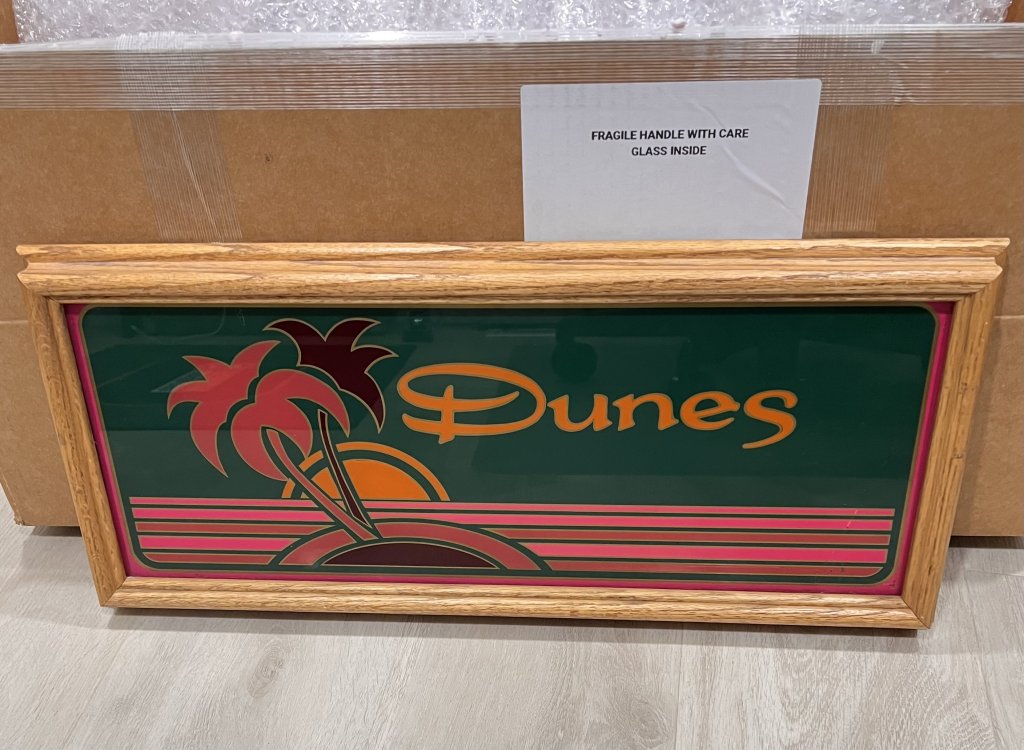 FRAGILE HANDLE WITH CARE
GLASS INSIDE
Dunes